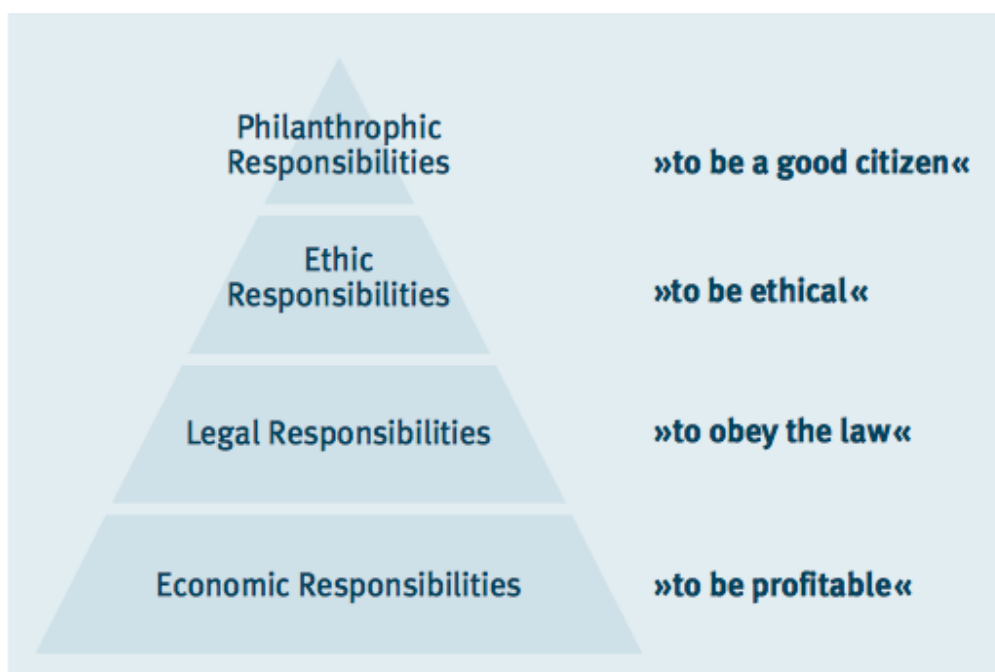 Philanthrophic
Responsibilities
»to be a good citizen«
Ethic
Responsibilities
»to be ethical«
Legal Responsibilities
»to obey the law«
Economic Responsibilities
»to be profitable«